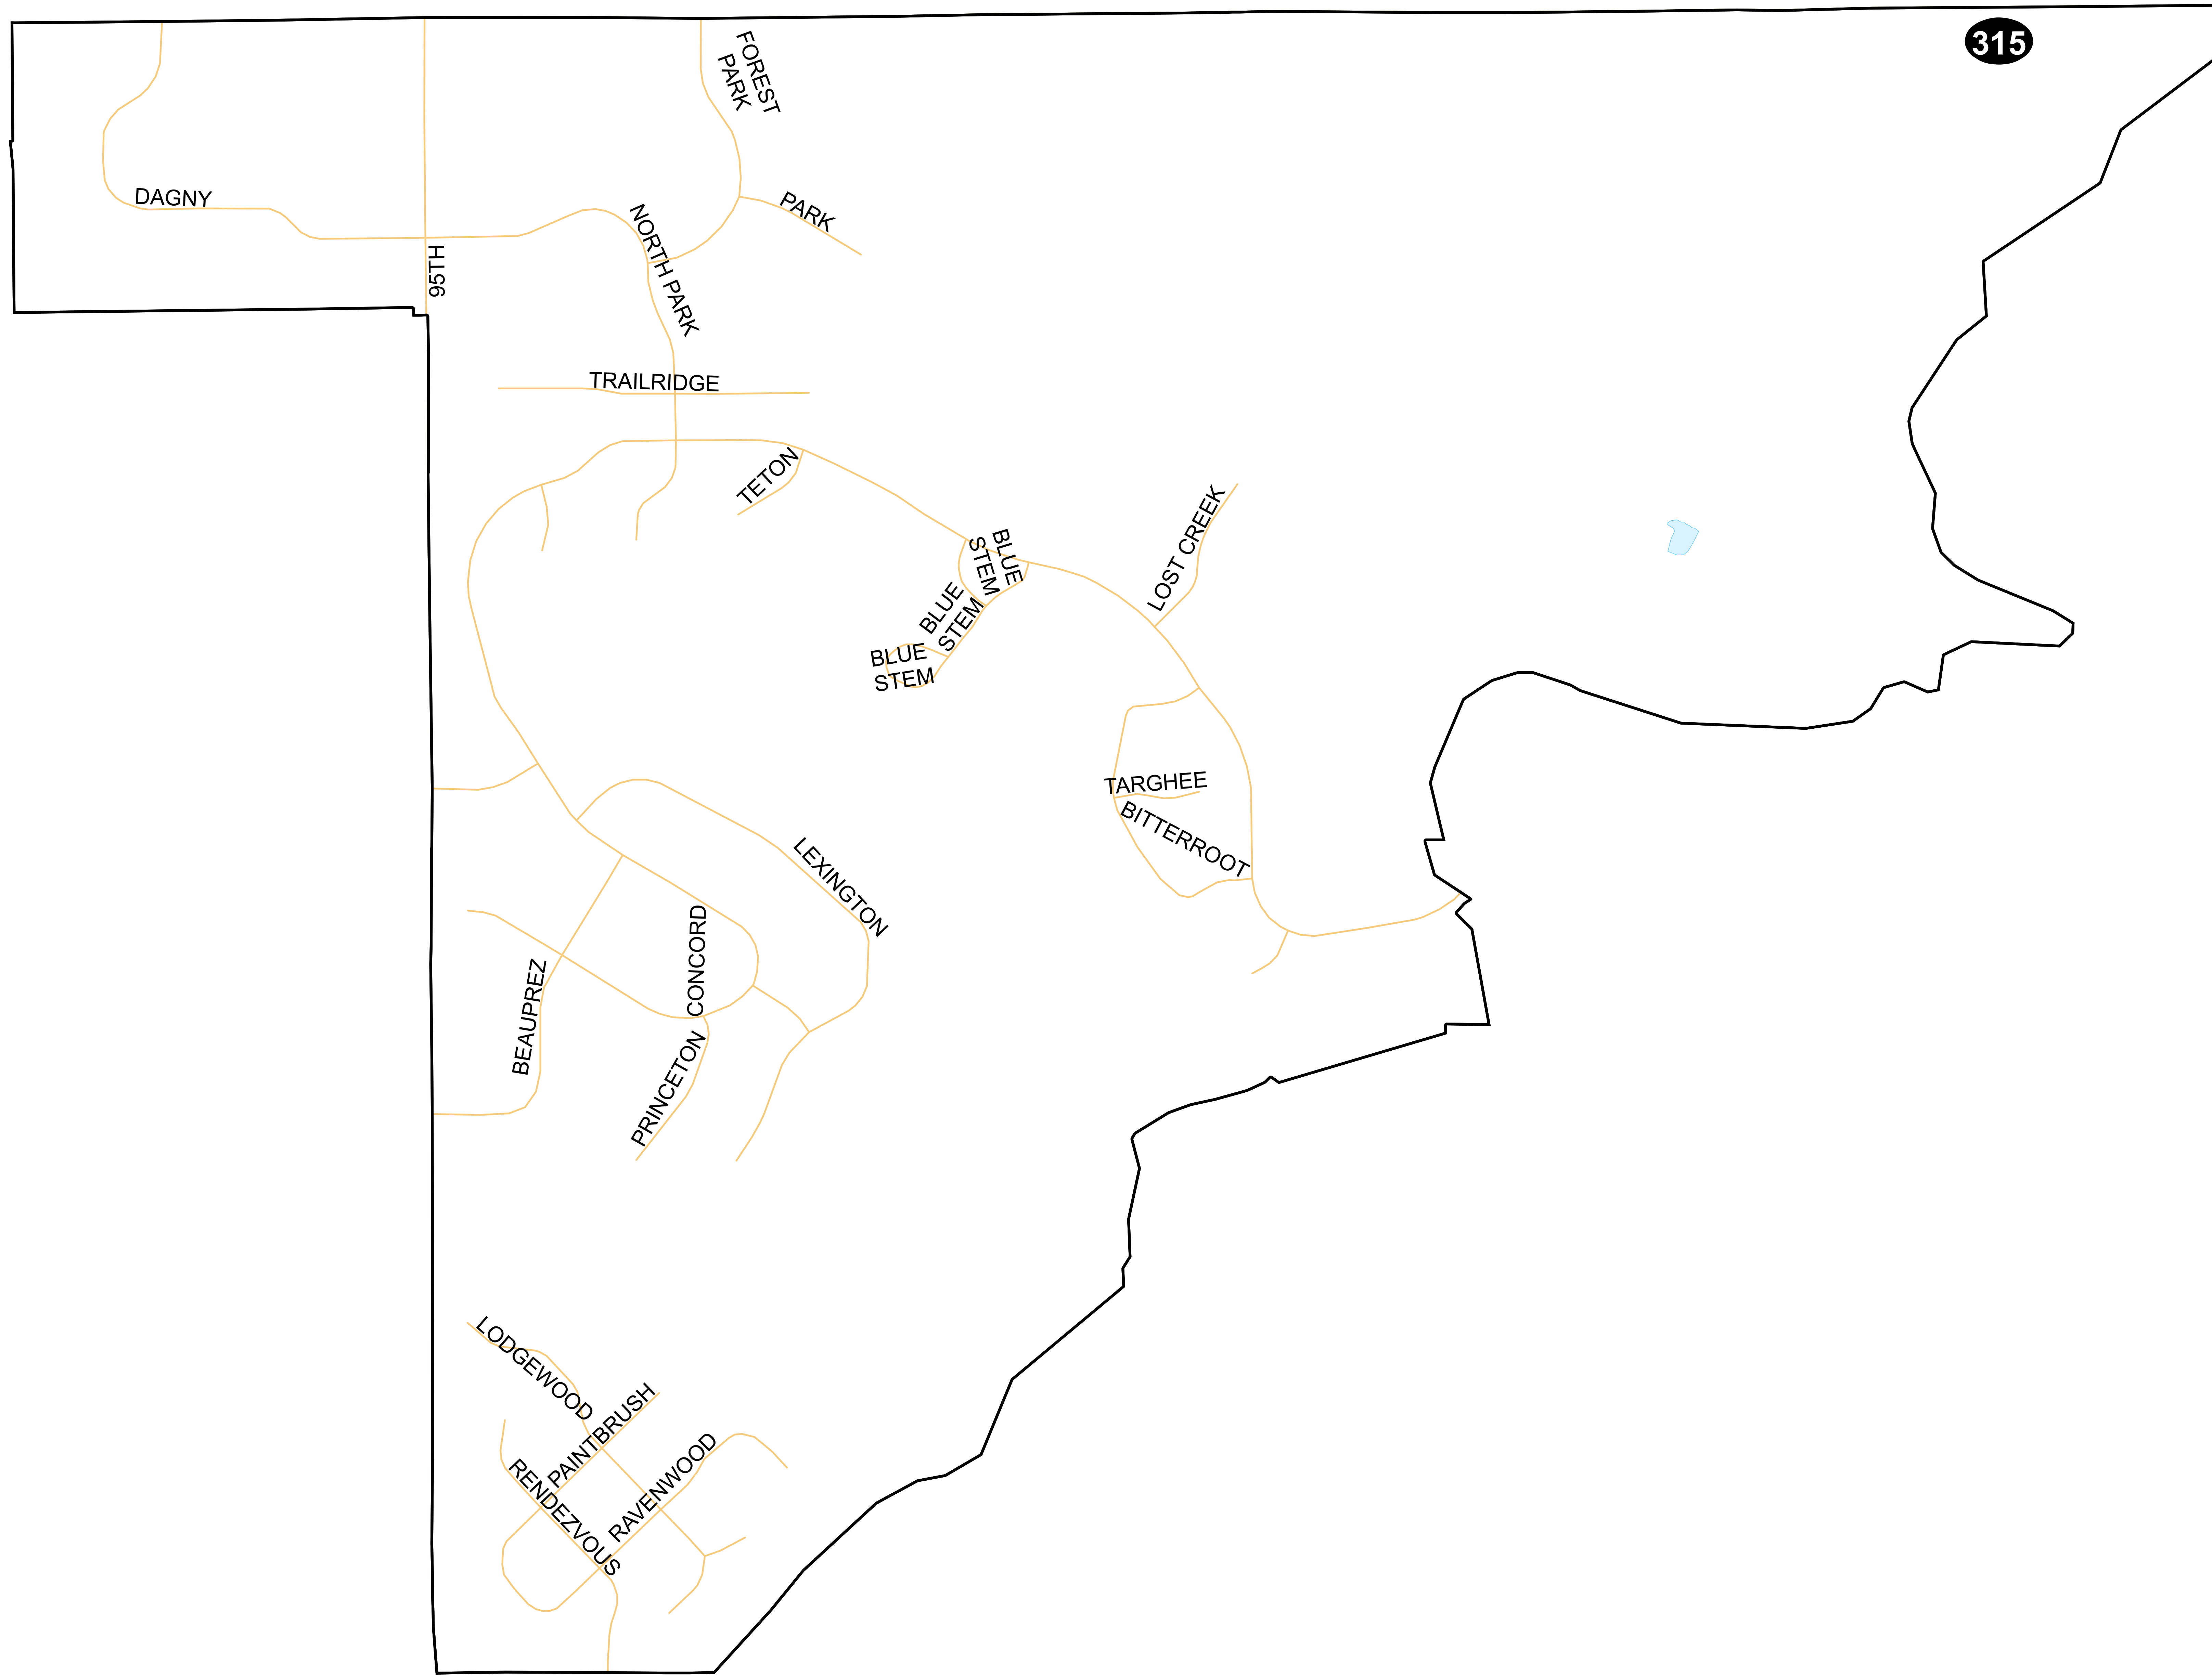 315
FOREST
PARK
DAGNY
PARK
NORTH PARK
95TH
TRAILRIDGE
TETON
LOST CREEK
BLUE
STEM
BLUE
STEM
BLUE
STEM
TARGHEE
BITTERROOT
LEXINGTON
CONCORD
BEAUPREZ
PRINCETON
LODGEWOOD
PAINTBRUSH
RAVENWOOD
RENDEZVOUS